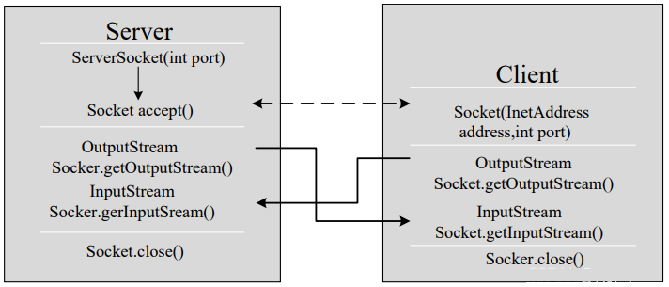 Server
ServerSocket(int port)
Socket accept()
OutputStream
Socker.getOutputStream()
InputStream
Socker.gerInputSream()
Socket.close()
Client
Socket(InetAddress
address,int port)
OutputStream
Socket.getOutputStream()
InputStream
Socket.getInputStream()
Socker.close()